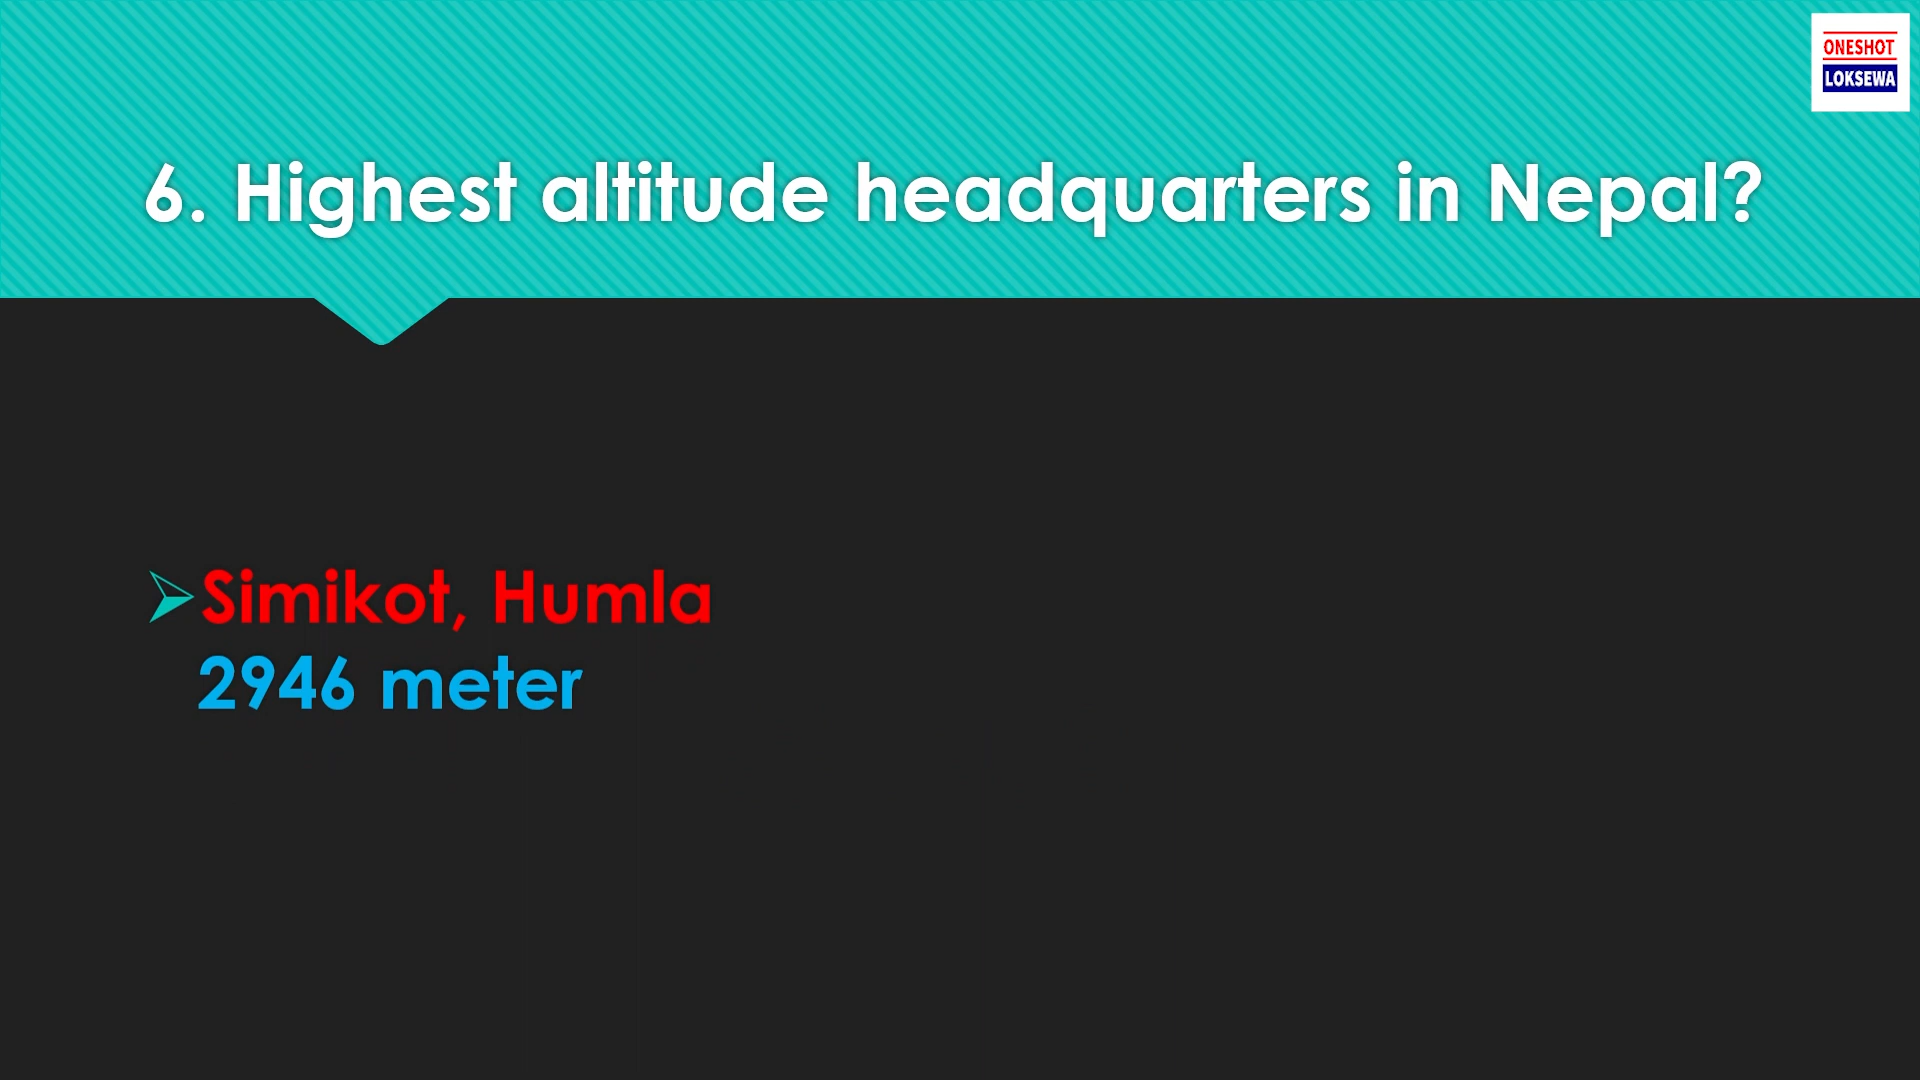 ONESHOT
LOKSEWA
6. Highest altitude headquarters in Nepal?
Simikot, Humla
2946 meter